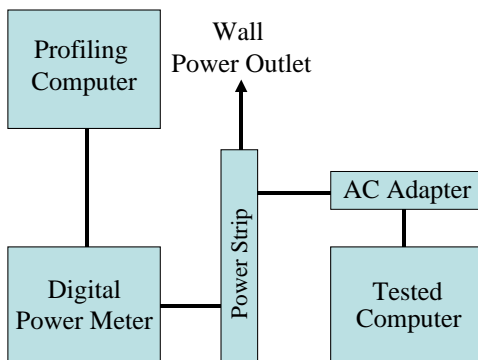 Profiling
Computer
Wall
Power Outlet
AC Adapter
Power Strip
Digital
Power Meter
Tested
Computer